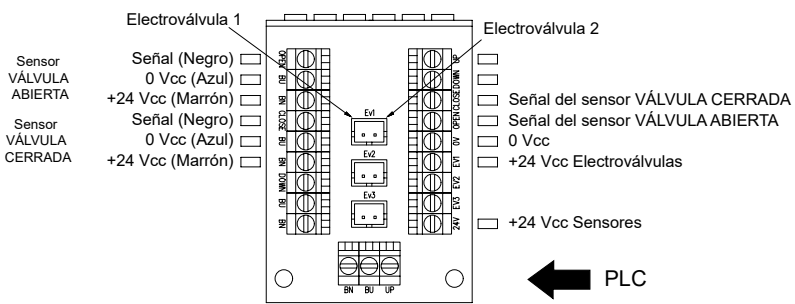 Electroválvula 1
Electroválvula 2
Sensor
VÁLVULA
ABIERTA
Señal (Negro)
0 Vcc (Azul)
+24 Vcc (Marrón)
Sensor
VÁLVULA
CERRADA
Señal (Negro)
0 Vcc (Azul)
+24 Vcc (Marrón)
OPEN
BU
BN
CLOSE
BU
BN
DOWN
BU
BN
Ev1
Ev2
Ev3
BN BU UP
UP
DOWN
CLOSE
OPEN
0V
EV1
EV2
EV3
24V
Señal del sensor VÁLVULA CERRADA
Señal del sensor VÁLVULA ABIERTA
0 Vcc
+24 Vcc Electroválvulas
+24 Vcc Sensores
PLC